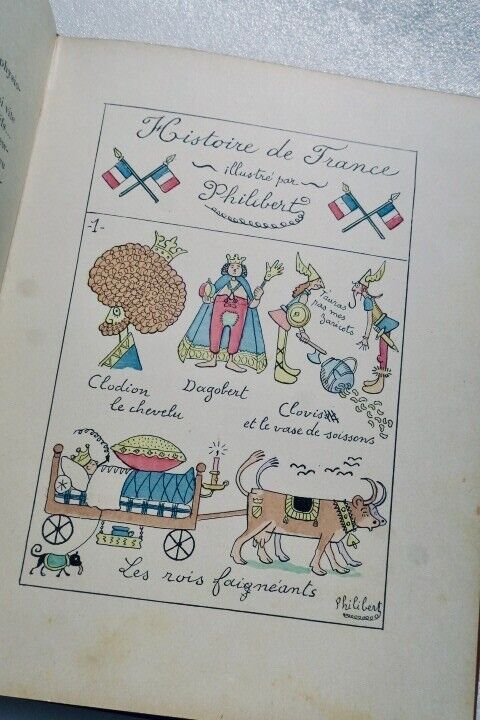 Histoire de France
illustré par
Philibert
-1-
T'auras
pas mes
zaricots
Clodion
le chevelu
Dagobert
Clovis
et le vase de soissons
Les rois faignéants
Philibert